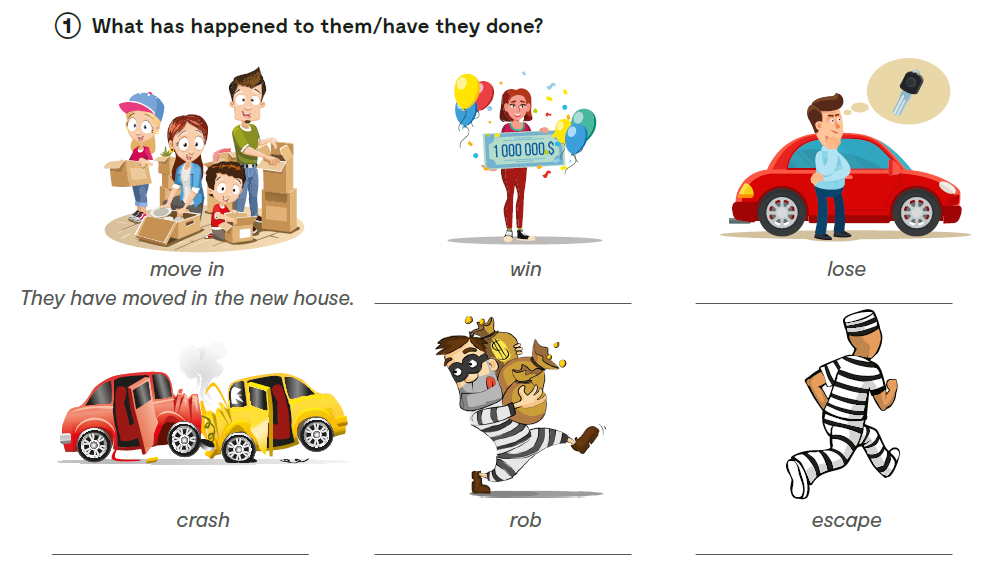 1 What has happened to them/have they done?
1 000 000 $
move in
win
lose
They have moved in the new house.
crash
rob
escape